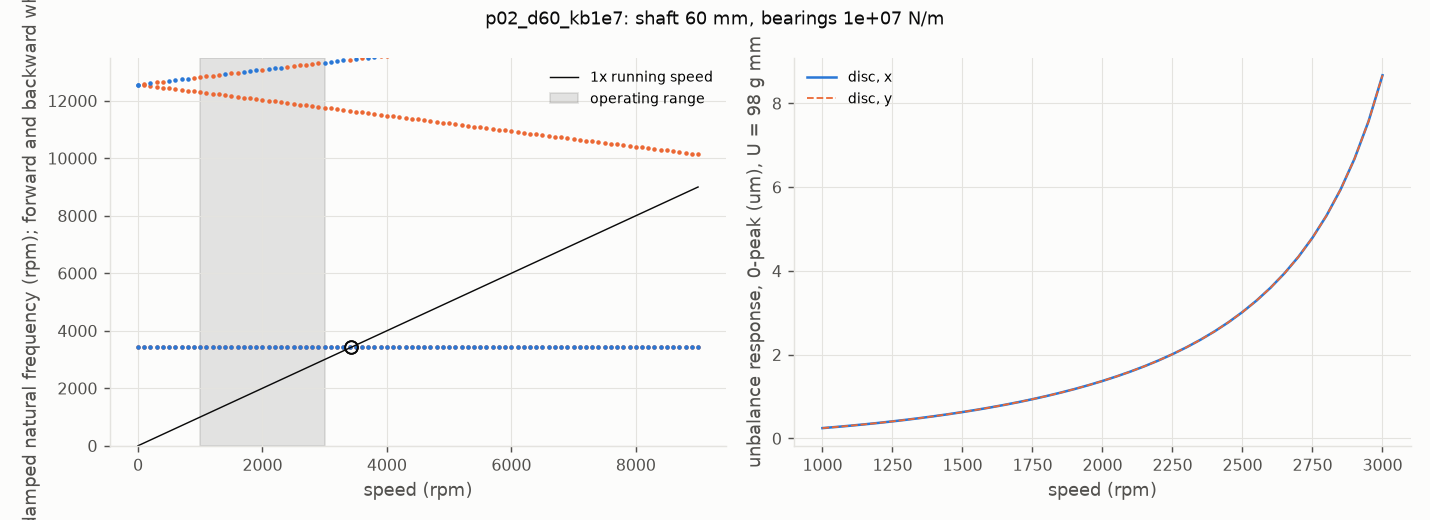 p02_d60_kb1e7: shaft 60 mm, bearings 1e+07 N/m
damped natural frequency (rpm); forward and backward wh
12000
10000
8000
6000
4000
2000
0
1x running speed
operating range
0 2000 4000 6000 8000
speed (rpm)
unbalance response, 0-peak (um), U = 98 g mm
8
6
4
2
0
disc, x
disc, y
1000 1250 1500 1750 2000 2250 2500 2750 3000
speed (rpm)